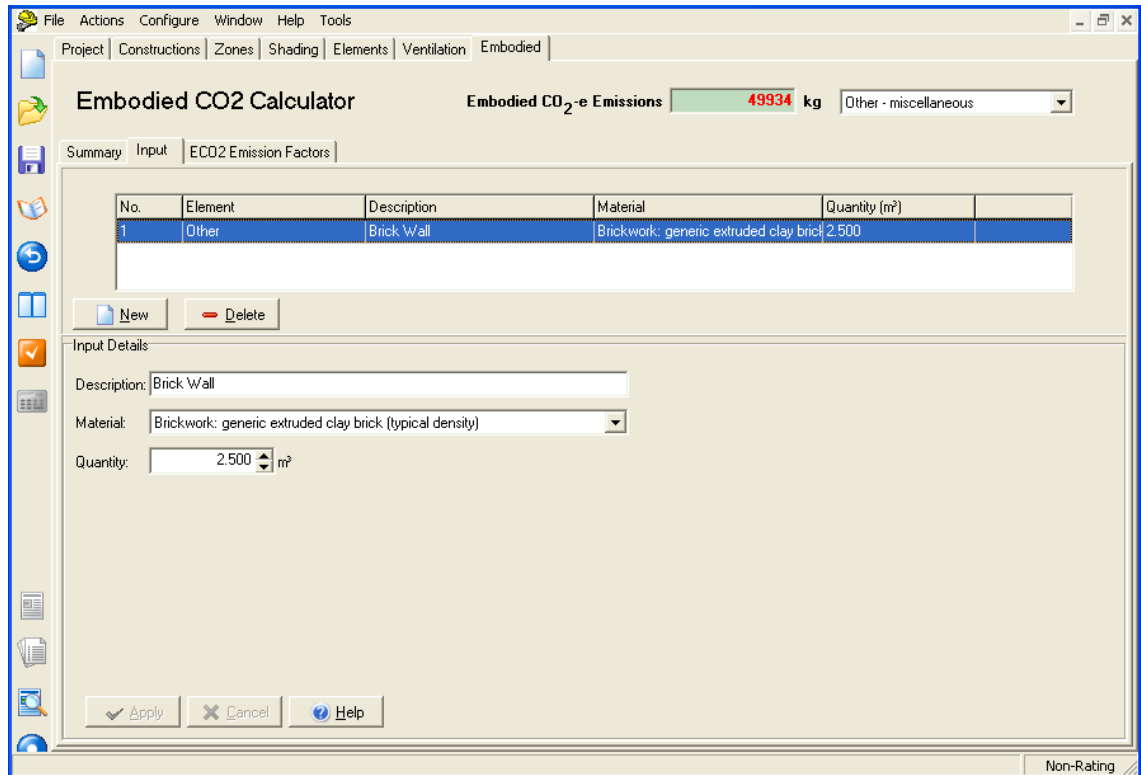 File Actions Configure Window Help Tools
Project Constructions Zones Shading Elements Ventilation Embodied
Embodied CO2 Calculator Embodied CO2-e Emissions 49934 kg Other - miscellaneous
Summary Input ECO2 Emission Factors
No. Element Description Material Quantity (m³)
1 Other Brick Wall Brickwork: generic extruded clay brick 2.500
New Delete
Input Details
Description: Brick Wall
Material: Brickwork: generic extruded clay brick (typical density)
Quantity: 2.500 m³
Apply Cancel Help
Non-Rating